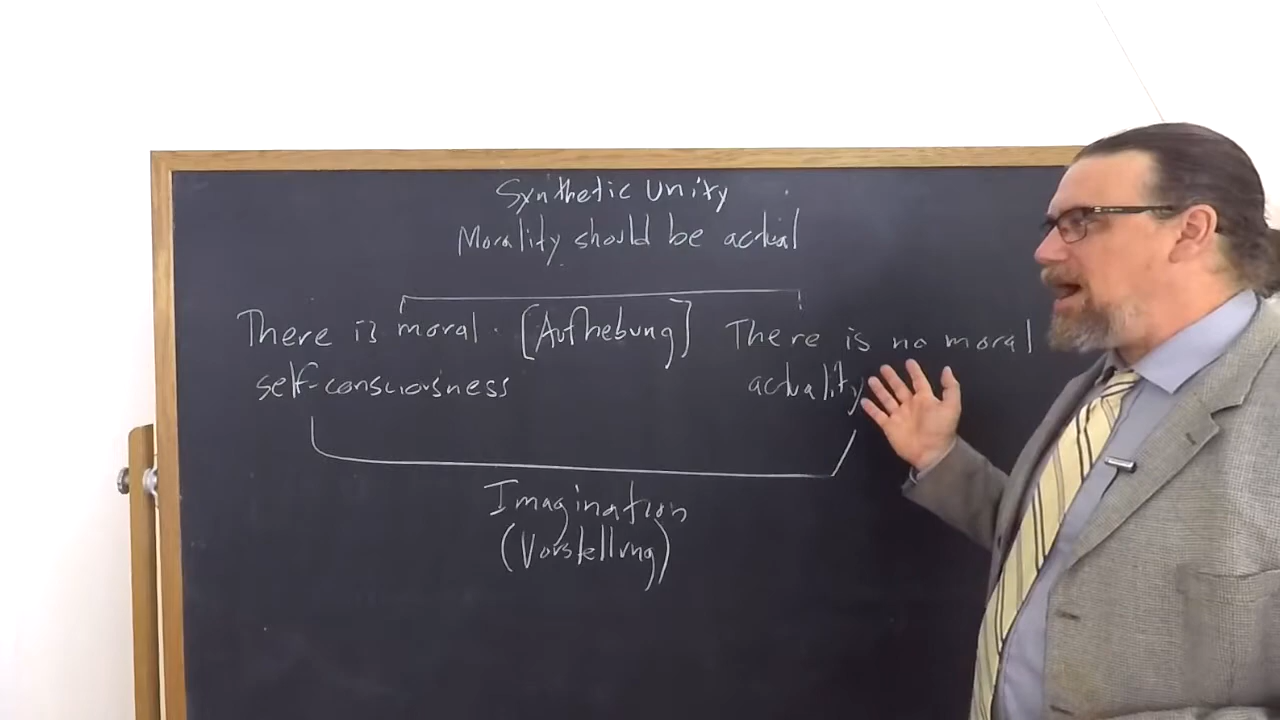 Synthetic Unity
Morality should be actual
There is moral [Aufhebung] There is no moral
self-consciousness actuality
Imagination
(Vorstellung)